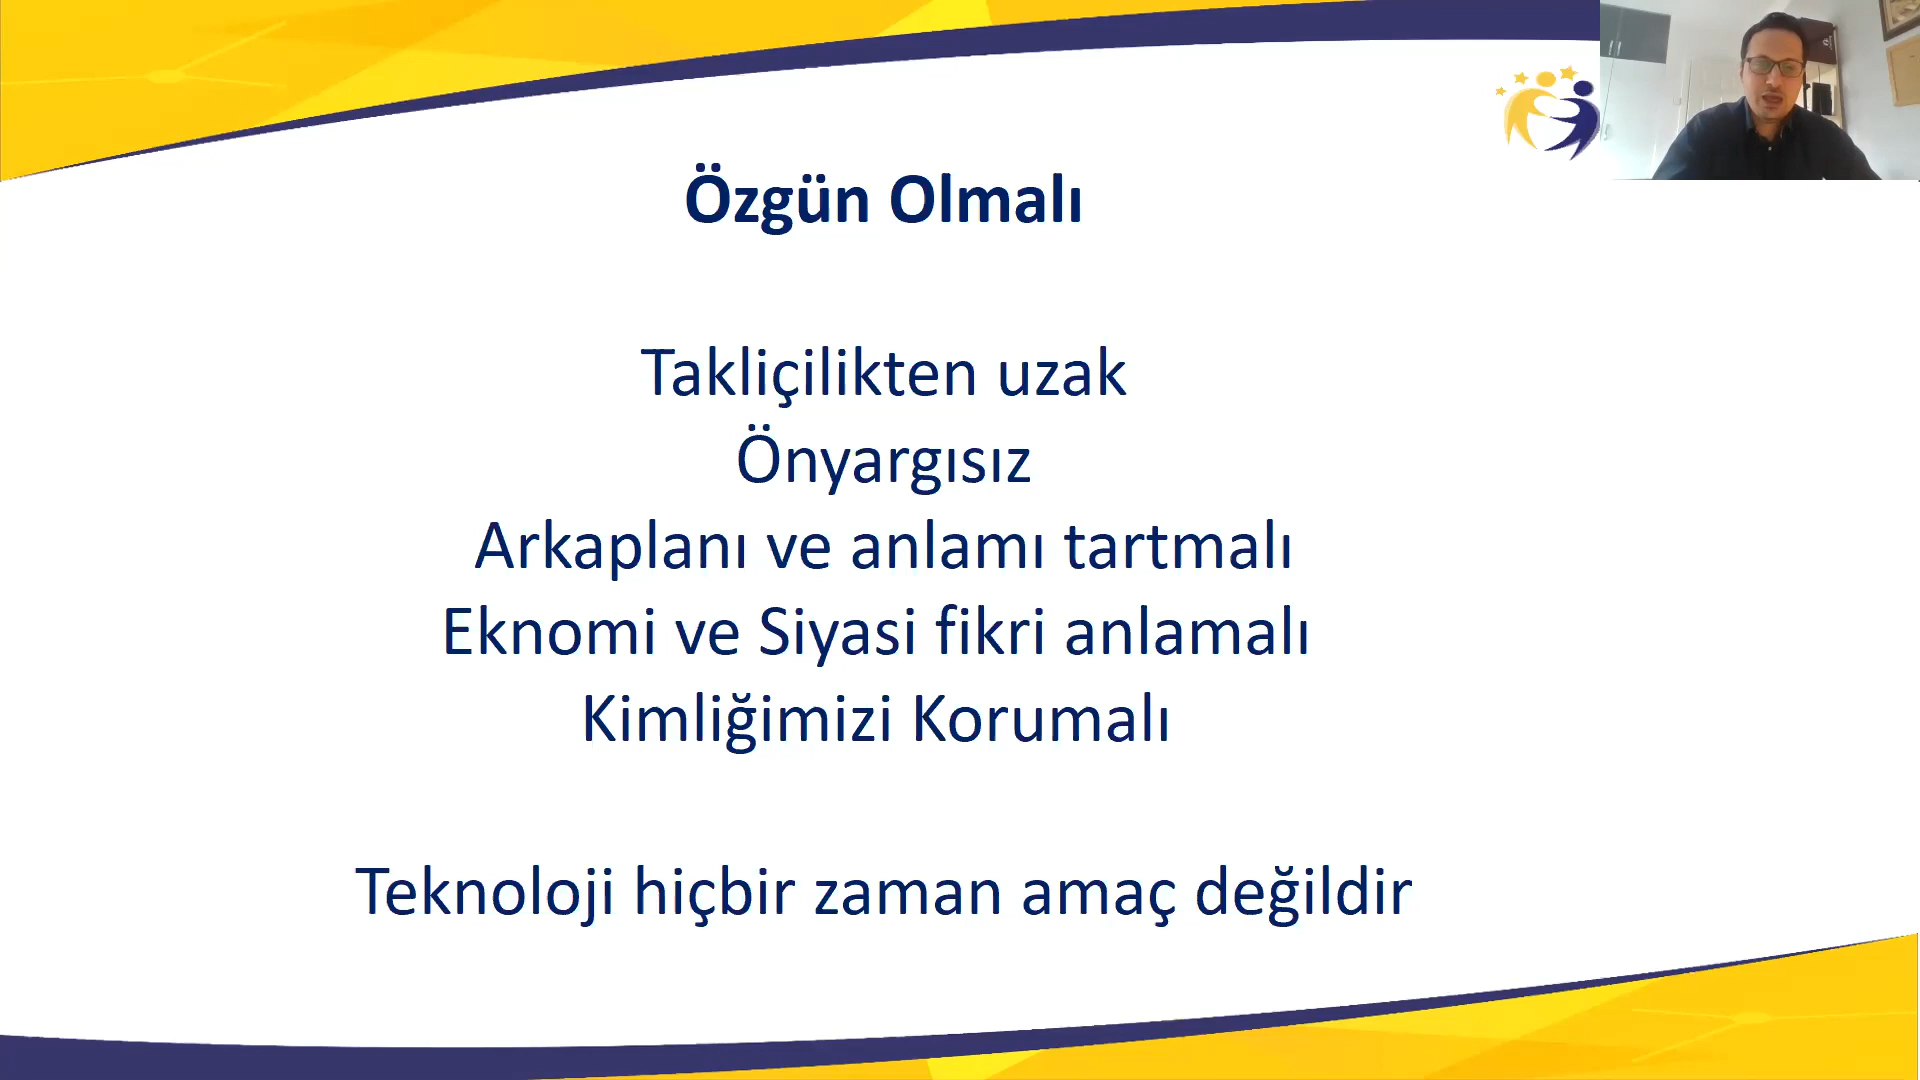 Özgün Olmalı
Takliçilikten uzak
Önyargısız
Arkaplanı ve anlamı tartmalı
Eknomi ve Siyasi fikri anlamalı
Kimliğimizi Korumalı
Teknoloji hiçbir zaman amaç değildir